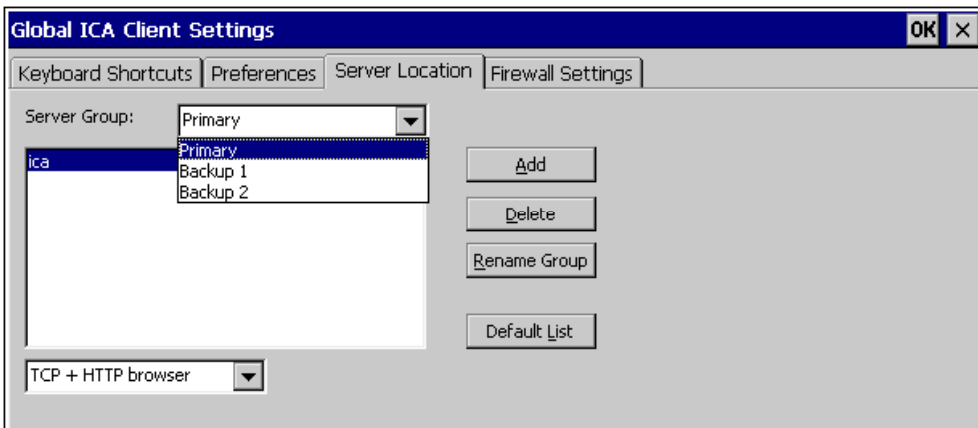 Global ICA Client Settings OK ×
Keyboard Shortcuts Preferences Server Location Firewall Settings
Server Group: Primary
Primary
Backup 1
Backup 2
ica
Add
Delete
Rename Group
Default List
TCP + HTTP browser